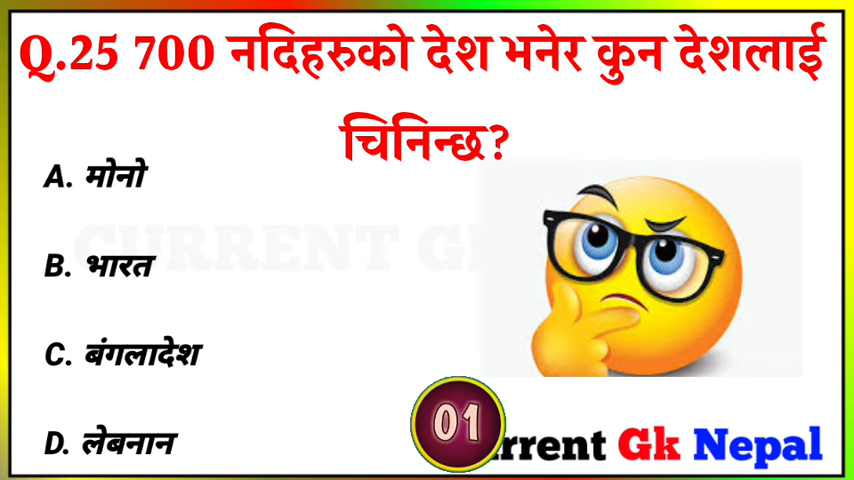 Q.25 700 नदिहरुको देश भनेर कुन देशलाई
चिनिन्छ?
A. मोनो
B. भारत
C. बंगलादेश
D. लेबनान
CURRENT GK
01
rrent Gk Nepal